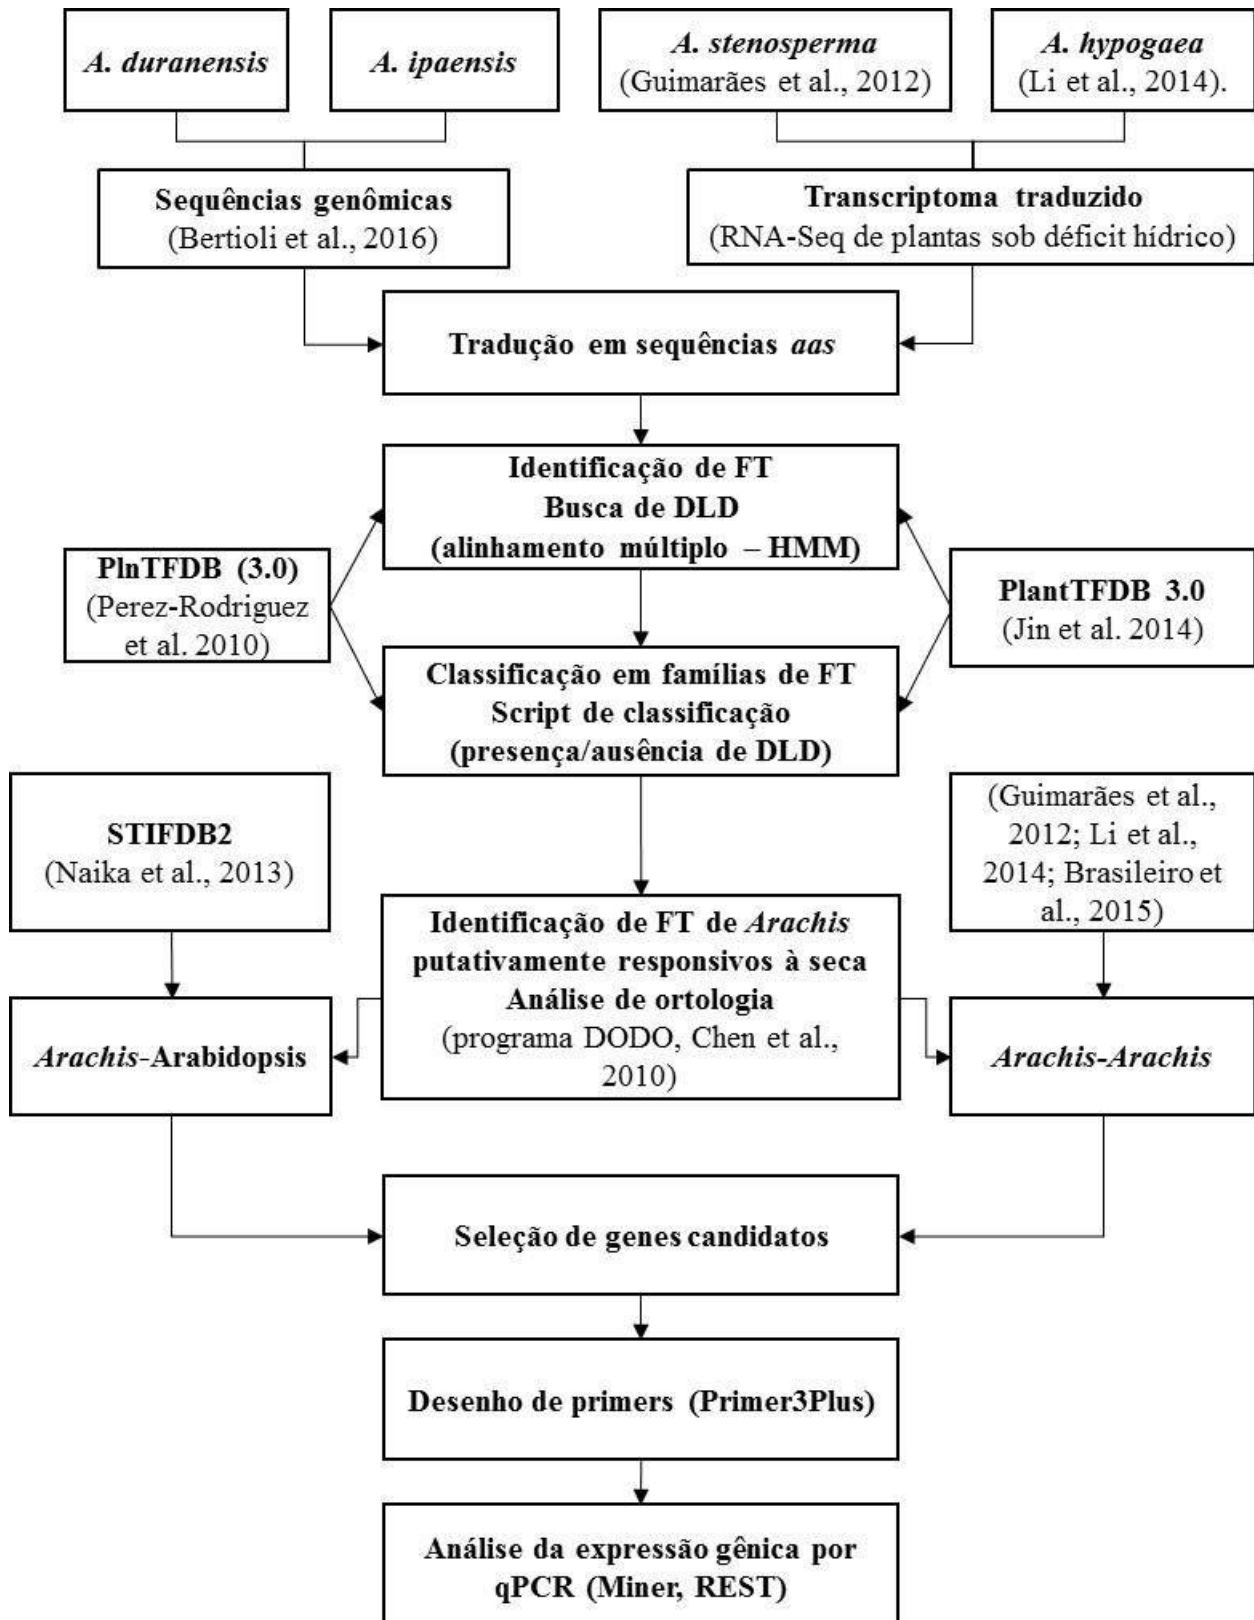 A. duranensis
A. ipaensis
A. stenosperma
(Guimarães et al., 2012)
A. hypogaea
(Li et al., 2014).
Sequências genômicas
(Bertioli et al., 2016)
Transcriptoma traduzido
(RNA-Seq de plantas sob déficit hídrico)
Tradução em sequências aas
Identificação de FT
Busca de DLD
(alinhamento múltiplo – HMM)
PlnTFDB (3.0)
(Perez-Rodriguez
et al. 2010)
PlantTFDB 3.0
(Jin et al. 2014)
Classificação em famílias de FT
Script de classificação
(presença/ausência de DLD)
STIFDB2
(Naika et al., 2013)
(Guimarães et al.,
2012; Li et al.,
2014; Brasileiro et
al., 2015)
Identificação de FT de Arachis
putativamente responsivos à seca
Análise de ortologia
(programa DODO, Chen et al.,
2010)
Arachis-Arabidopsis
Arachis-Arachis
Seleção de genes candidatos
Desenho de primers (Primer3Plus)
Análise da expressão gênica por
qPCR (Miner, REST)